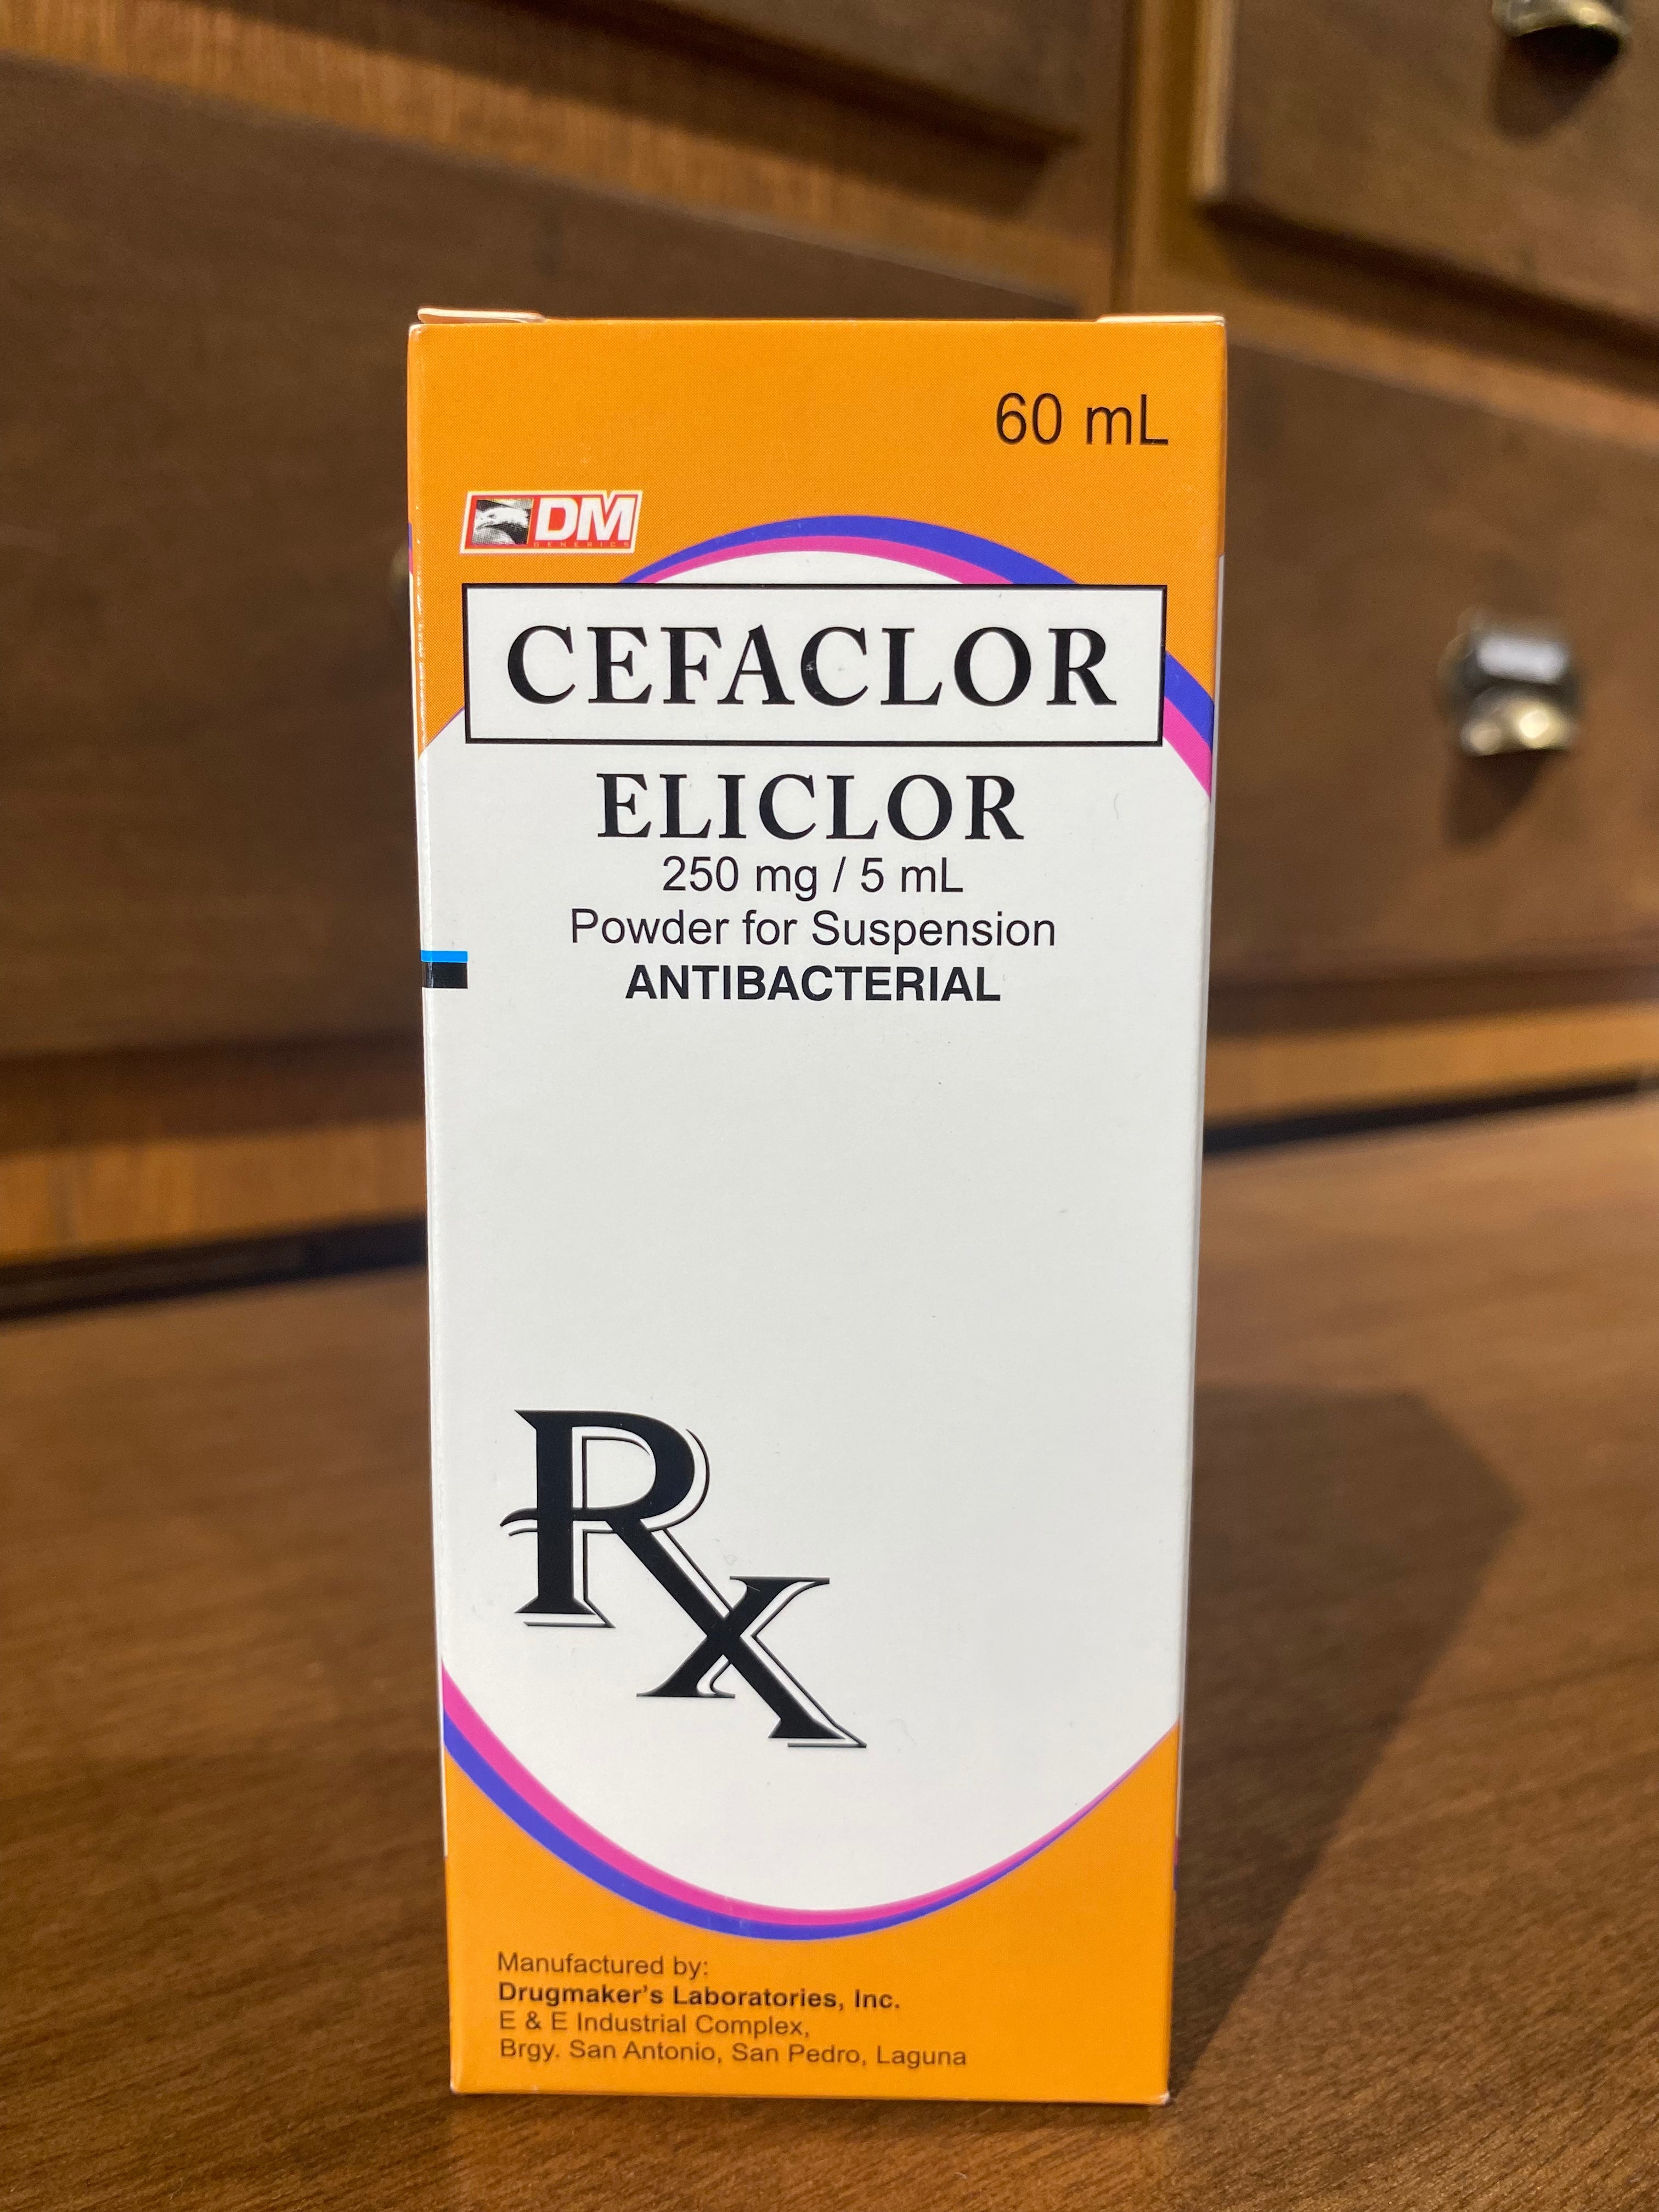 60 mL
DM
GENERICS
CEFACLOR
ELICLOR
250 mg / 5 mL
Powder for Suspension
ANTIBACTERIAL
Rx
Manufactured by:
Drugmaker's Laboratories, Inc.
E & E Industrial Complex,
Brgy. San Antonio, San Pedro, Laguna